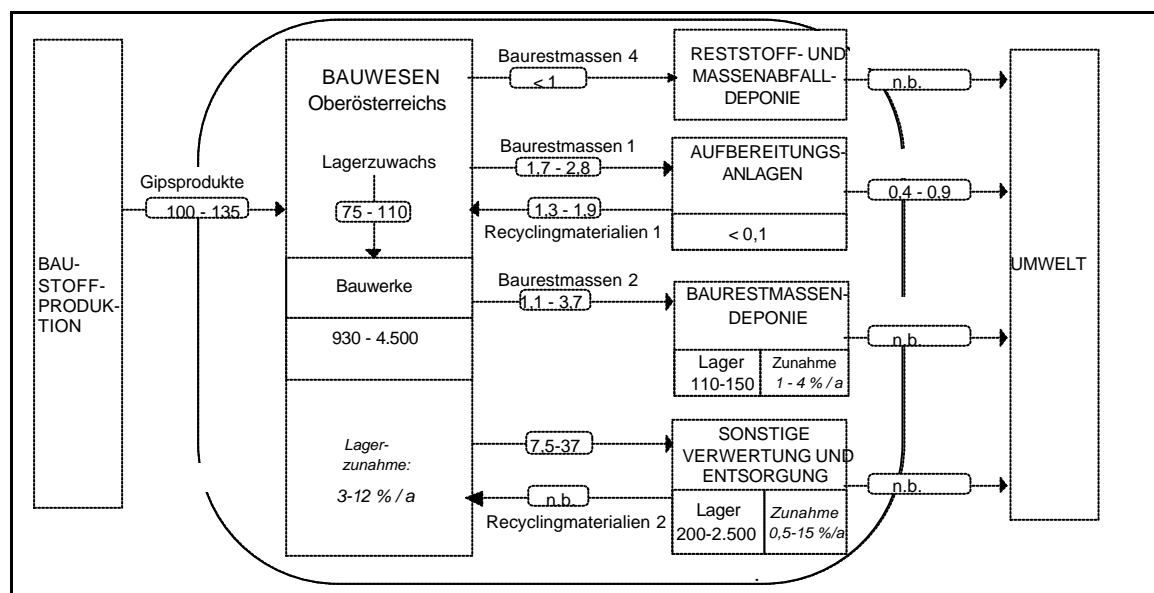 BAU-
STOFF-
PRODUK-
TION
Gipsprodukte
100 - 135
BAUWESEN
Oberösterreichs
Lagerzuwachs
75 - 110
Bauwerke
930 - 4.500
Lager-
zunahme:
3-12 % / a
Baurestmassen 4
< 1
Baurestmassen 1
1,7 - 2,8
1,3 - 1,9
Recyclingmaterialien 1
Baurestmassen 2
1,1 - 3,7
7,5-37
n.b.
Recyclingmaterialien 2
RESTSTOFF- UND
MASSENABFALL-
DEPONIE
AUFBEREITUNGS-
ANLAGEN
< 0,1
BAURESTMASSEN-
DEPONIE
Lager
110-150
Zunahme
1 - 4 % / a
SONSTIGE
VERWERTUNG UND
ENTSORGUNG
Lager
200-2.500
Zunahme
0,5-15 %/a
n.b.
0,4 - 0,9
n.b.
n.b.
UMWELT